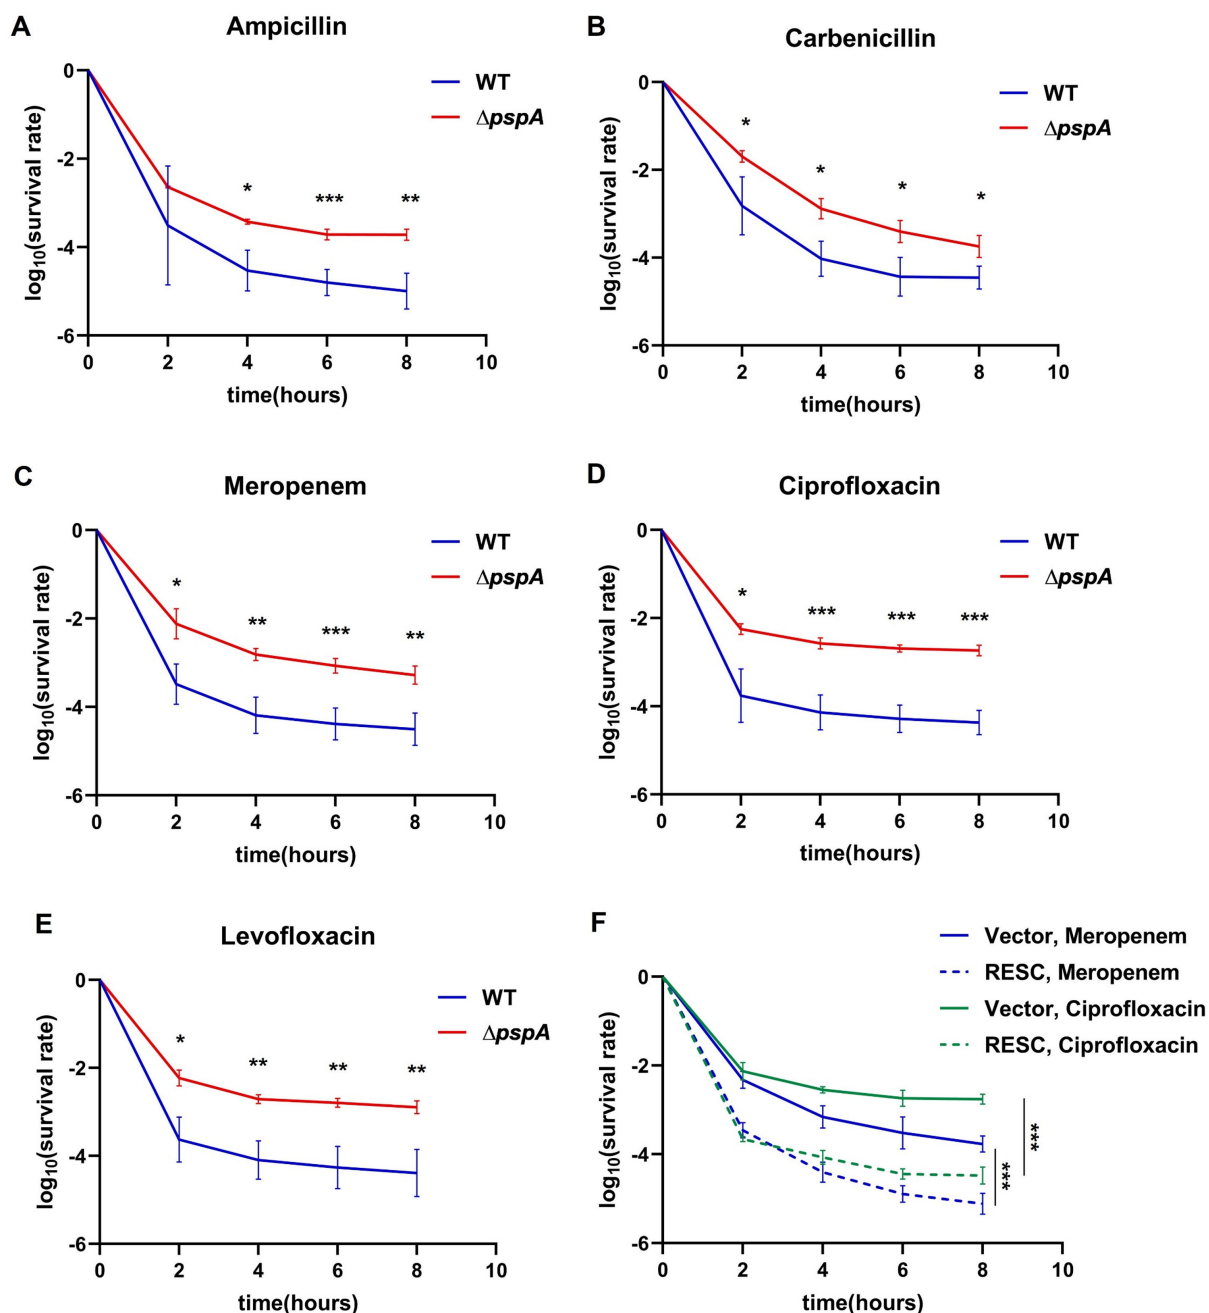 A
Ampicillin
WT
ΔpspA
log10(survival rate)
0
-2
-4
-6
*
***
**
0 2 4 6 8 10
time(hours)
B
Carbenicillin
WT
ΔpspA
log10(survival rate)
0
-2
-4
-6
*
*
*
*
0 2 4 6 8 10
time(hours)
C
Meropenem
WT
ΔpspA
log10(survival rate)
0
-2
-4
-6
*
**
***
**
0 2 4 6 8 10
time(hours)
D
Ciprofloxacin
WT
ΔpspA
log10(survival rate)
0
-2
-4
-6
*
***
***
***
0 2 4 6 8 10
time(hours)
E
Levofloxacin
WT
ΔpspA
log10(survival rate)
0
-2
-4
-6
*
**
**
**
0 2 4 6 8 10
time(hours)
F
Vector, Meropenem
RESC, Meropenem
Vector, Ciprofloxacin
RESC, Ciprofloxacin
log10(survival rate)
0
-2
-4
-6
***
***
0 2 4 6 8 10
time(hours)